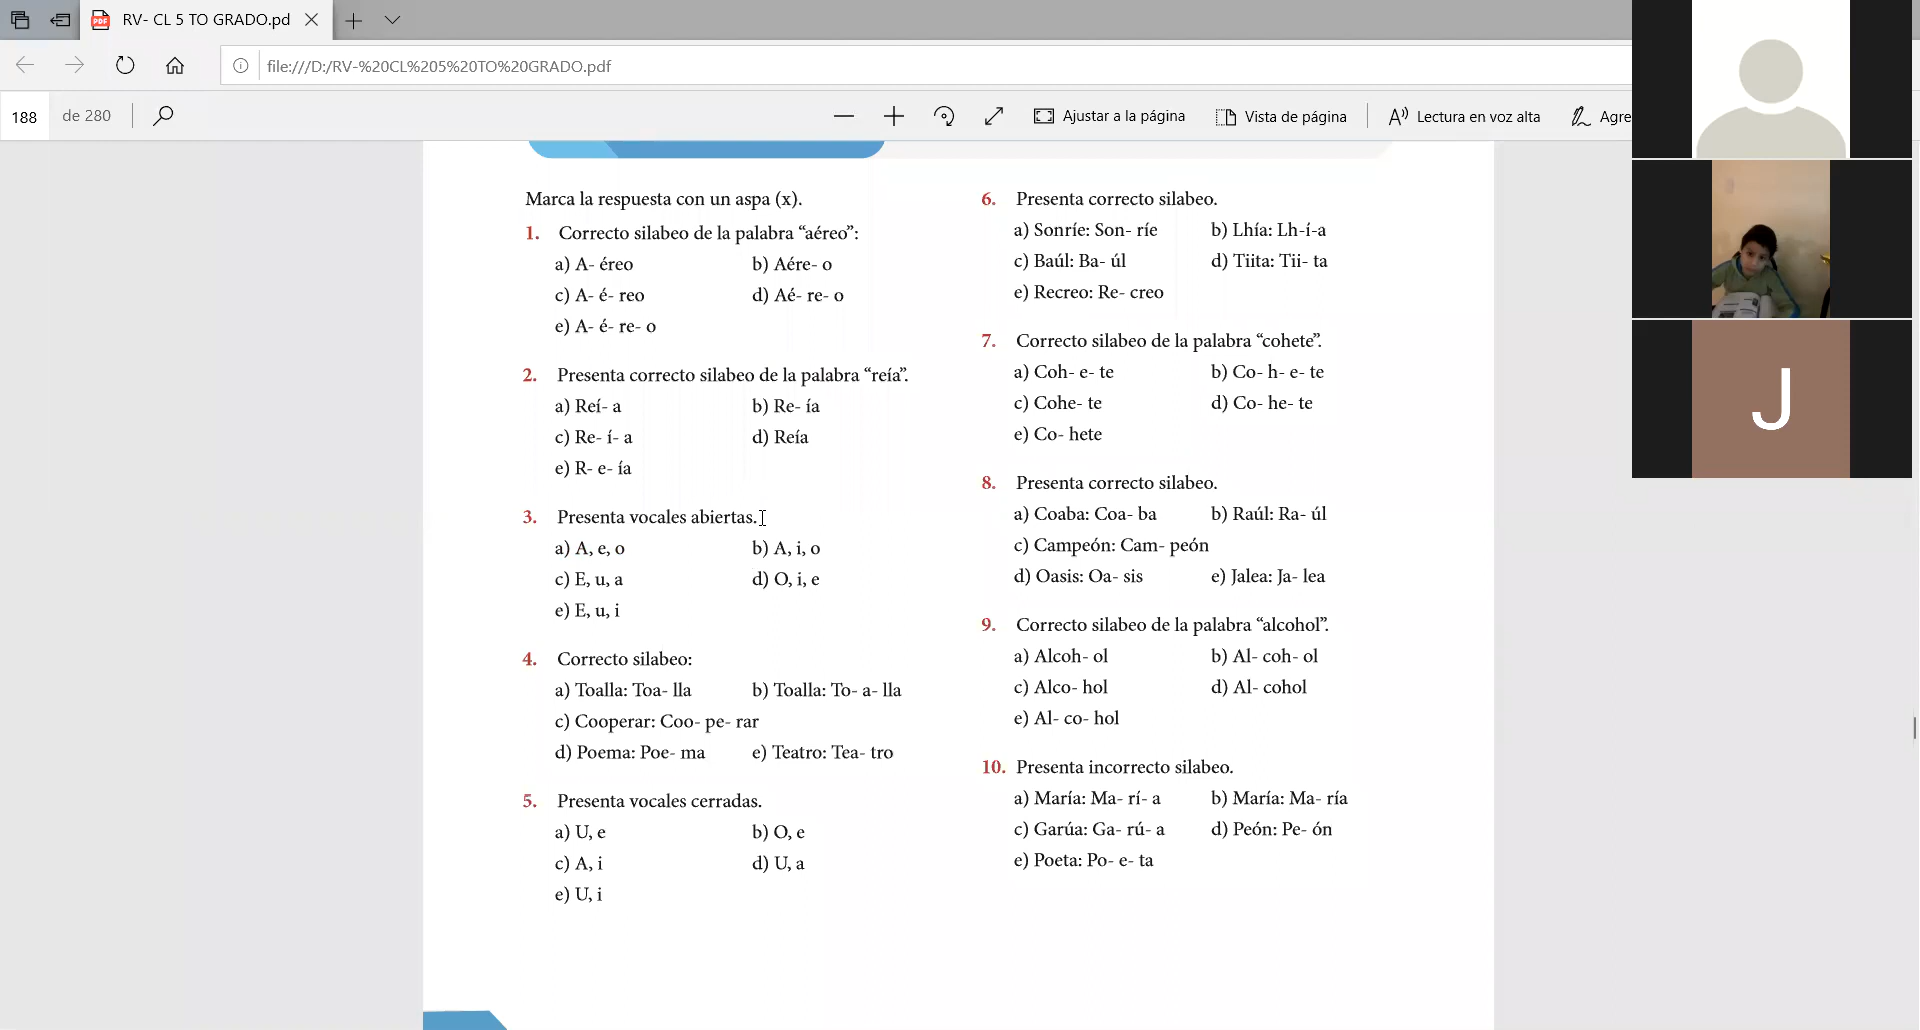 RV- CL 5 TO GRADO.pd
file:///D:/RV-%20CL%205%20TO%20GRADO.pdf
188 de 280
Ajustar a la página
Vista de página
Lectura en voz alta
Agre
Marca la respuesta con un aspa (x).
1. Correcto silabeo de la palabra “aéreo”:
a) A- éreo b) Aére- o
c) A- é- reo d) Aé- re- o
e) A- é- re- o
2. Presenta correcto silabeo de la palabra “reía”.
a) Reí- a b) Re- ía
c) Re- í- a d) Reía
e) R- e- ía
3. Presenta vocales abiertas.
a) A, e, o b) A, i, o
c) E, u, a d) O, i, e
e) E, u, i
4. Correcto silabeo:
a) Toalla: Toa- lla b) Toalla: To- a- lla
c) Cooperar: Coo- pe- rar
d) Poema: Poe- ma e) Teatro: Tea- tro
5. Presenta vocales cerradas.
a) U, e b) O, e
c) A, i d) U, a
e) U, i
6. Presenta correcto silabeo.
a) Sonríe: Son- ríe b) Lhía: Lh-í-a
c) Baúl: Ba- úl d) Tiita: Tii- ta
e) Recreo: Re- creo
7. Correcto silabeo de la palabra “cohete”.
a) Coh- e- te b) Co- h- e- te
c) Cohe- te d) Co- he- te
e) Co- hete
8. Presenta correcto silabeo.
a) Coaba: Coa- ba b) Raúl: Ra- úl
c) Campeón: Cam- peón
d) Oasis: Oa- sis e) Jalea: Ja- lea
9. Correcto silabeo de la palabra “alcohol”.
a) Alcoh- ol b) Al- coh- ol
c) Alco- hol d) Al- cohol
e) Al- co- hol
10. Presenta incorrecto silabeo.
a) María: Ma- rí- a b) María: Ma- ría
c) Garúa: Ga- rú- a d) Peón: Pe- ón
e) Poeta: Po- e- ta
J